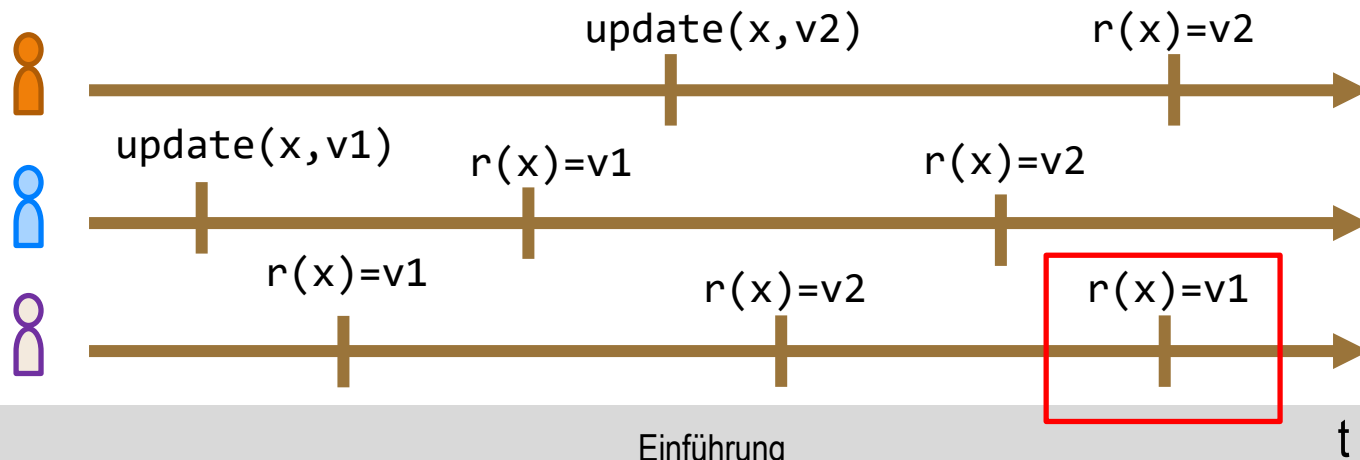 update(x,v2)
r(x)=v2
update(x,v1)
r(x)=v1
r(x)=v2
r(x)=v1
r(x)=v2
r(x)=v1
Einführung
t